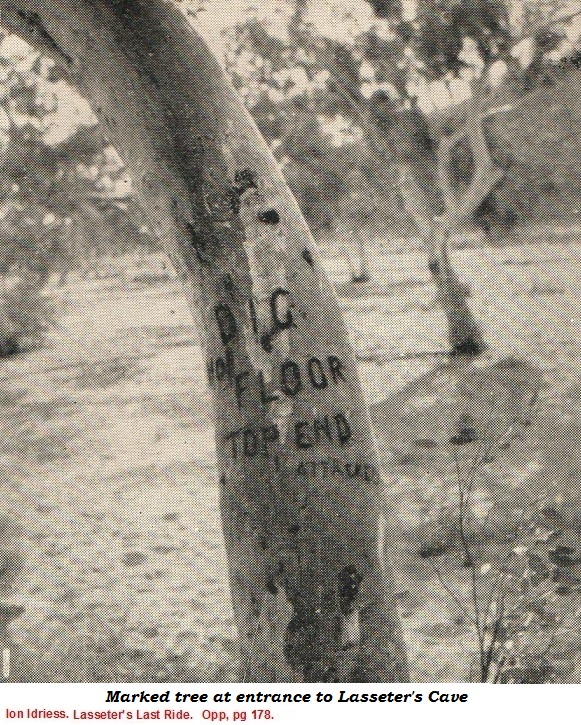 DIG
FLOOR
TOP END
ATTACKED
Marked tree at entrance to Lasseter's Cave
Ion Idriess. Lasseter's Last Ride. Opp, pg 178.